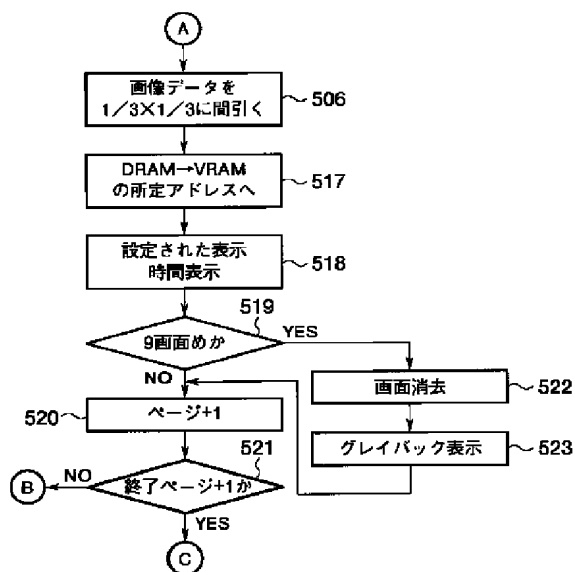 A
画像データを
1/3×1/3に間引く
506
DRAM→VRAM
の所定アドレスへ
517
設定された表示
時間表示
518
519
9画面めか
YES
NO
画面消去
522
520
ページ+1
グレイバック表示
523
521
終了ページ+1か
NO
B
YES
C